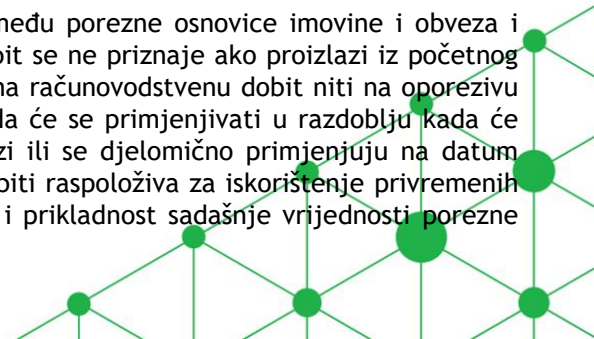 među porezne osnovice imovine i obveza i
bit se ne priznaje ako proizlazi iz početnog
na računovodstvenu dobit niti na oporezivu
da će se primjenjivati u razdoblju kada će
zi ili se djelomično primjenjuju na datum
biti raspoloživa za iskorištenje privremenih
i prikladnost sadašnje vrijednosti porezne